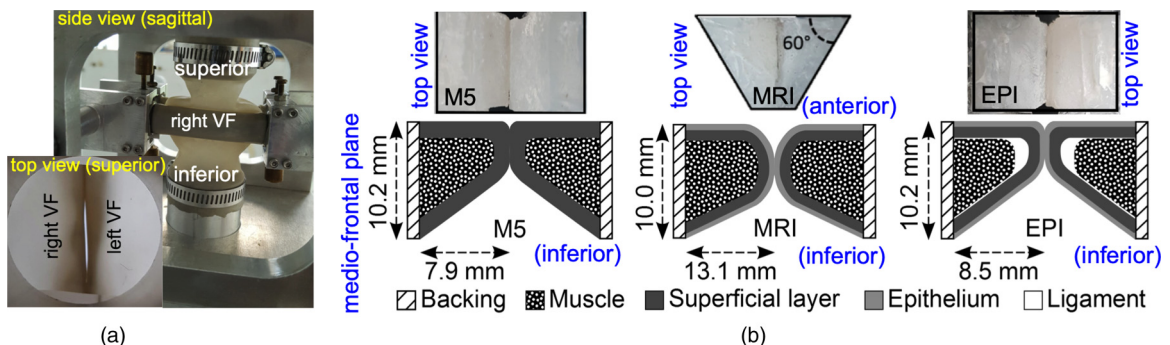 side view (sagittal)
superior
right VF
inferior
top view (superior)
right VF
left VF
(a)
medio-frontal plane
top view
M5
10.2 mm
M5
7.9 mm
(inferior)
top view
60°
MRI
(anterior)
10.0 mm
MRI
13.1 mm
(inferior)
EPI
top view
10.2 mm
EPI
8.5 mm
(inferior)
Backing Muscle Superficial layer Epithelium Ligament
(b)